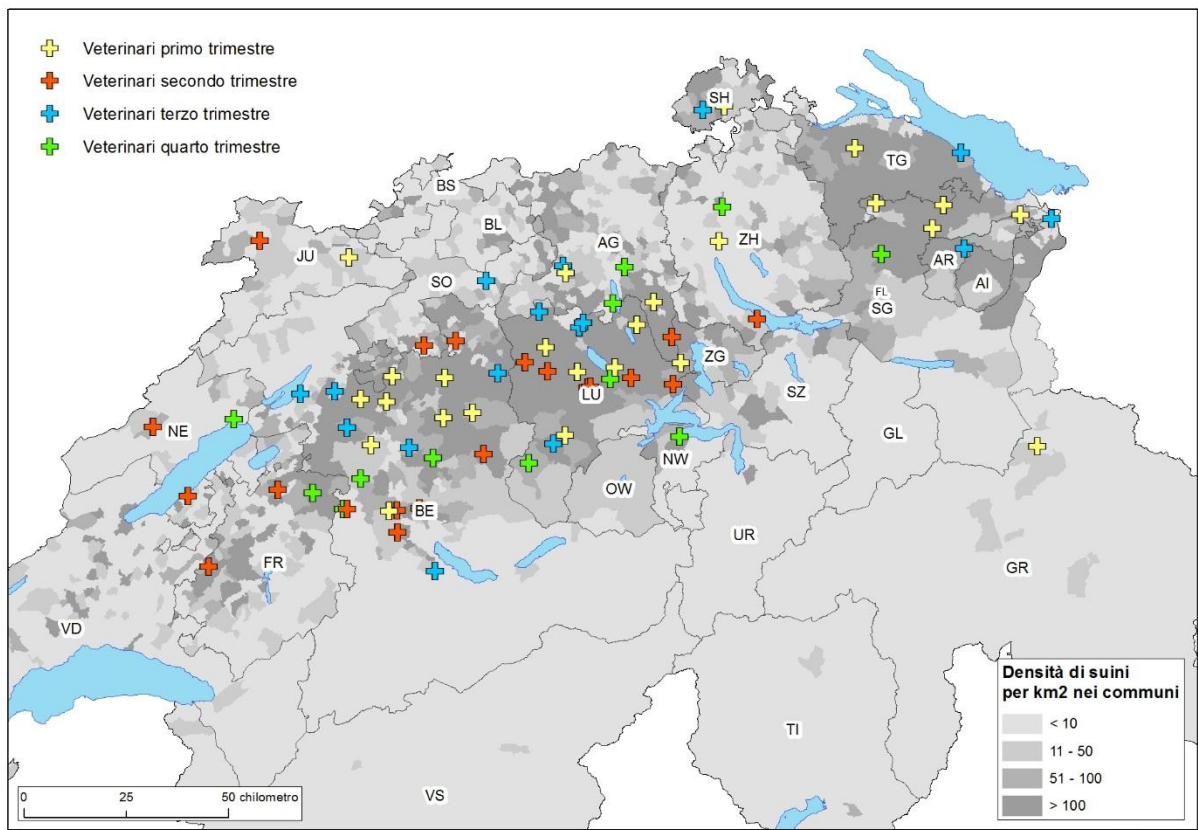 Veterinari primo trimestre
Veterinari secondo trimestre
Veterinari terzo trimestre
Veterinari quarto trimestre
SH
TG
BS
BL
AG
ZH
JU
SO
AR
AI
FL
SG
ZG
LU
SZ
NE
GL
NW
OW
BE
UR
FR
GR
VD
TI
VS
Densità di suini
per km2 nei communi
< 10
11 - 50
51 - 100
> 100
0 25 50 chilometro